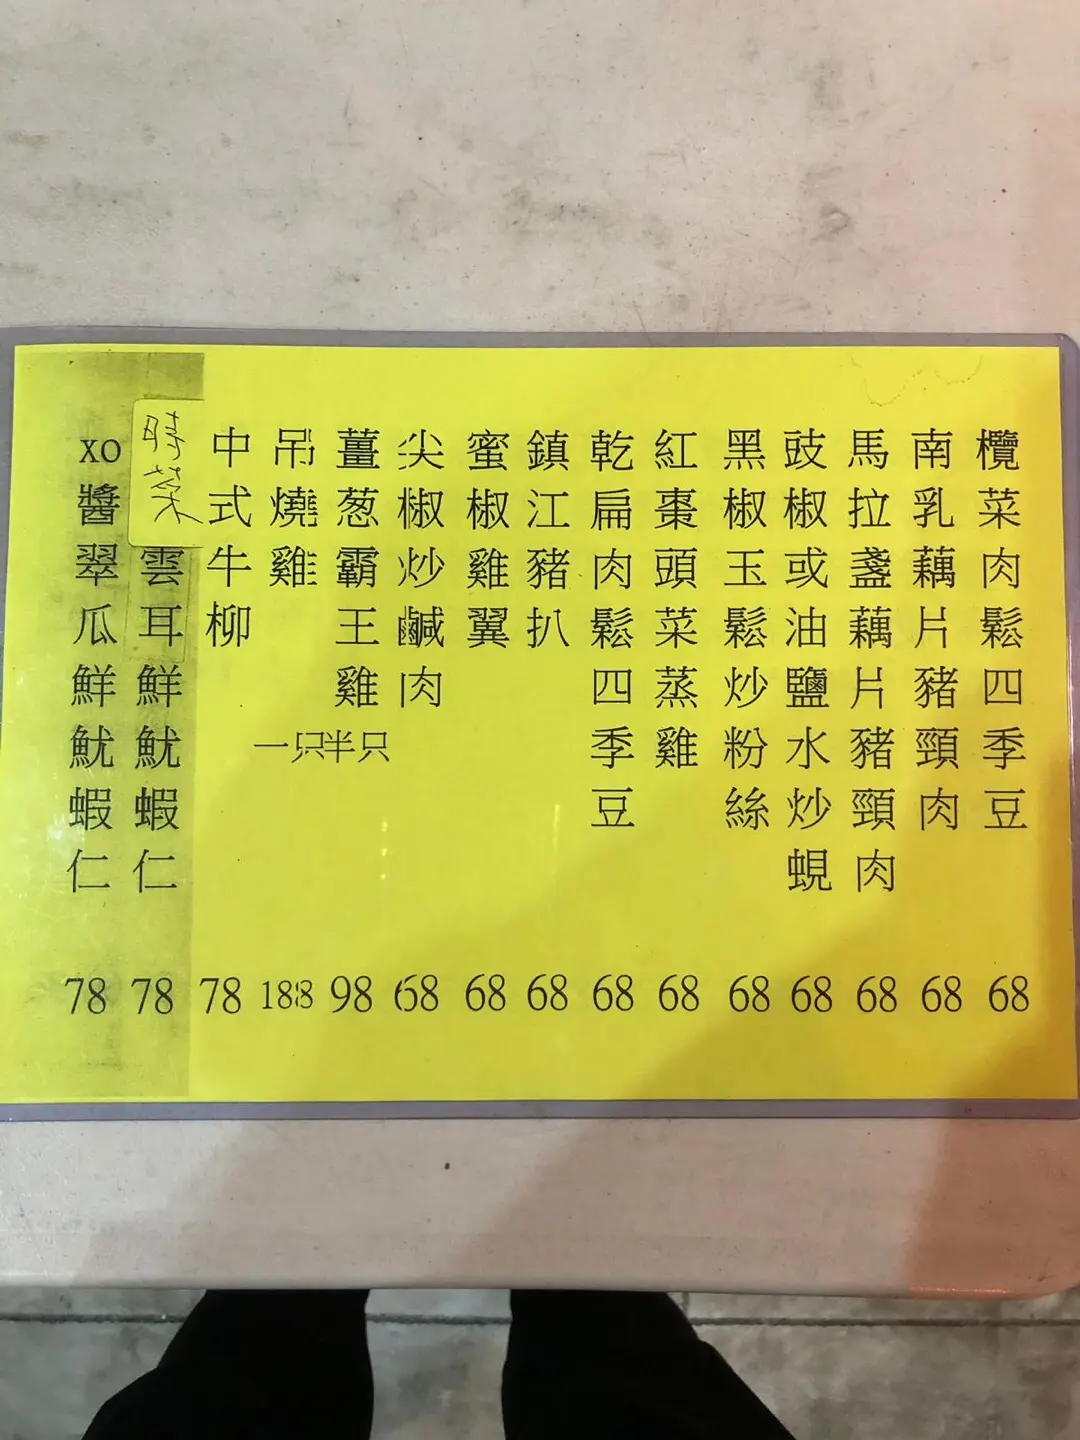 欖菜肉鬆四季豆 68
南乳藕片豬頸肉 68
馬拉盞藕片豬頸肉 68
豉椒或油鹽水炒蜆 68
黑椒玉鬆炒粉絲 68
紅棗頭菜蒸雞 68
乾扁肉鬆四季豆 68
鎮江豬扒 68
蜜椒雞翼 68
尖椒炒鹹肉 68
薑葱霸王雞 半只 98
吊燒雞 一只 188
中式牛柳 78
時菜雲耳鮮魷蝦仁 78
XO醬翠瓜鮮魷蝦仁 78